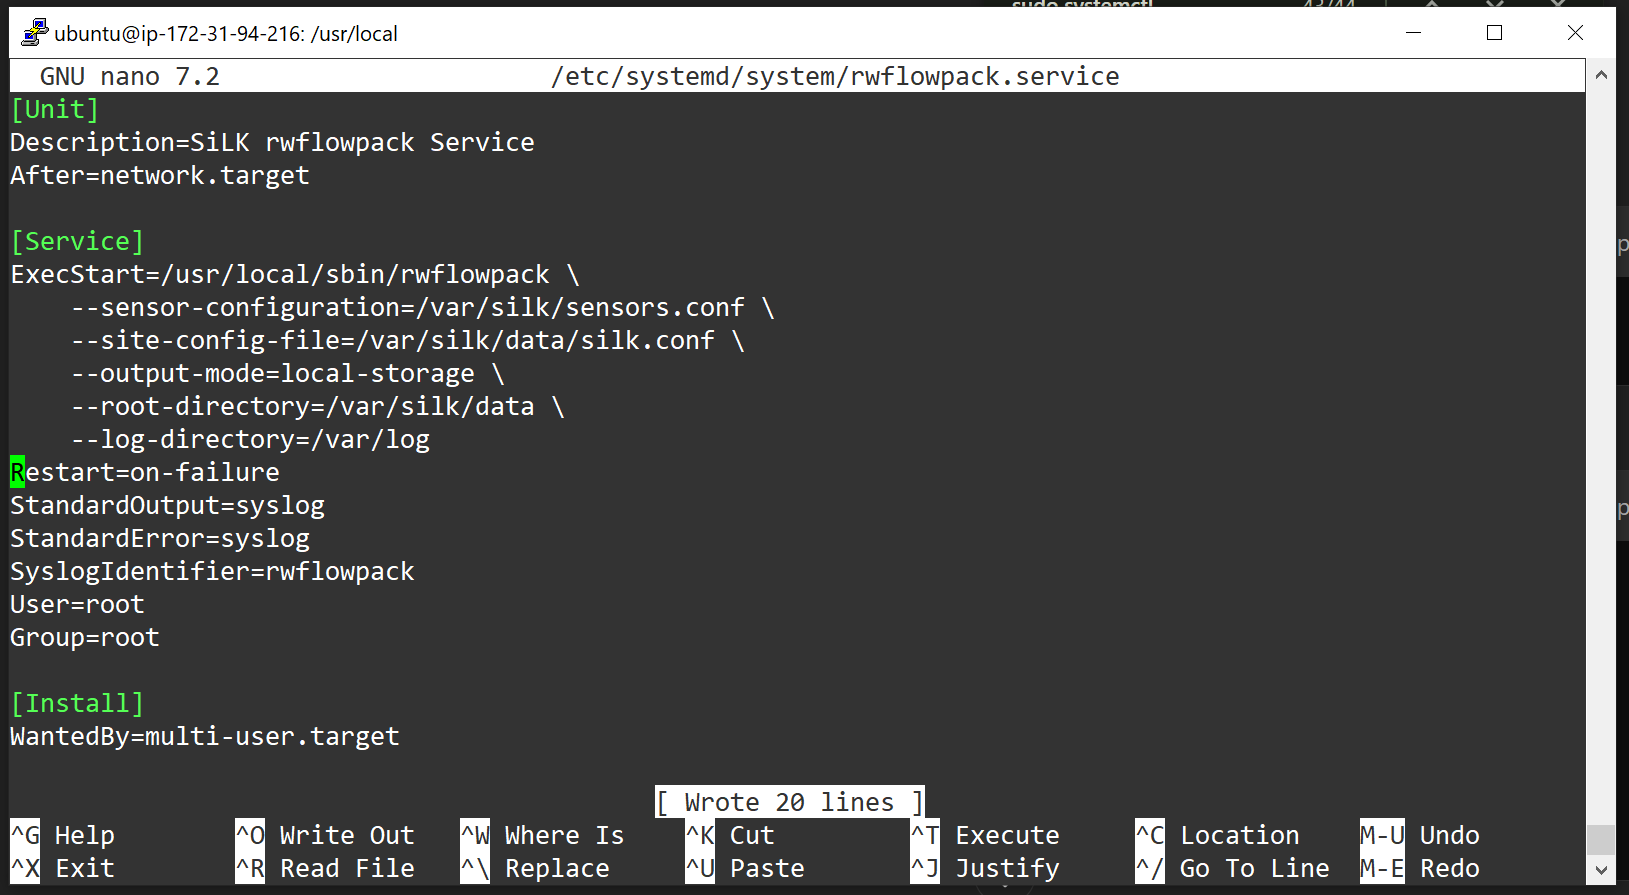 sudo systemctl 43/44
ubuntu@ip-172-31-94-216: /usr/local
GNU nano 7.2 /etc/systemd/system/rwflowpack.service
[Unit]
Description=SiLK rwflowpack Service
After=network.target
[Service]
ExecStart=/usr/local/sbin/rwflowpack \
--sensor-configuration=/var/silk/sensors.conf \
--site-config-file=/var/silk/data/silk.conf \
--output-mode=local-storage \
--root-directory=/var/silk/data \
--log-directory=/var/log
Restart=on-failure
StandardOutput=syslog
StandardError=syslog
SyslogIdentifier=rwflowpack
User=root
Group=root
[Install]
WantedBy=multi-user.target
[ Wrote 20 lines ]
^G Help ^O Write Out ^W Where Is ^K Cut ^T Execute ^C Location M-U Undo
^X Exit ^R Read File ^\ Replace ^U Paste ^J Justify ^/ Go To Line M-E Redo